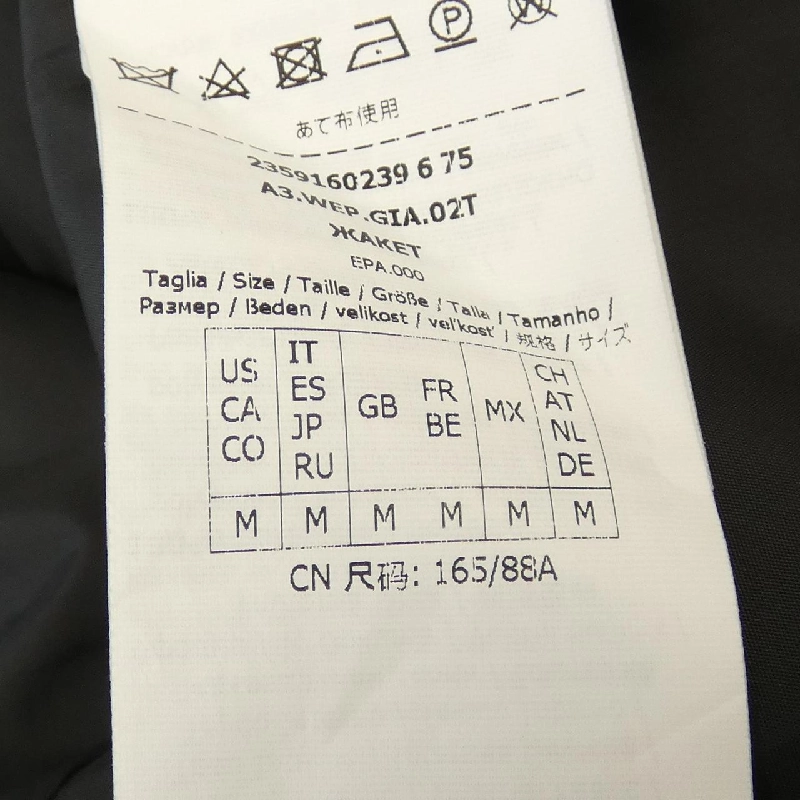 P
W
あて布使用
2359160239 6 75
A3.WEP.GIA.02T
ЖАКЕТ
EPA.000
Taglia / Size / Taille / Größe / Talla / Tamanho /
Размер / Beden / velikost / veľkosť / 规格 / サイズ
US CA CO IT ES JP RU GB FR BE MX CH AT NL DE
M M M M M M
CN 尺码: 165/88A